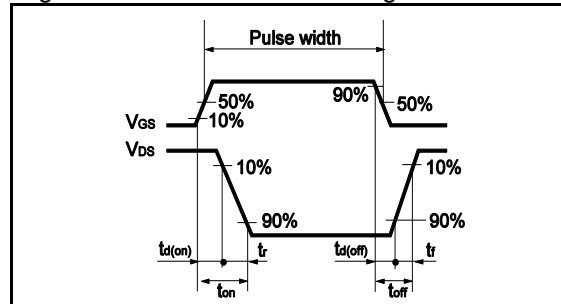 Pulse width
90%
50%
50%
10%
VGS
VDS
10%
10%
90%
90%
td(on)
tr
td(off)
tf
ton
toff